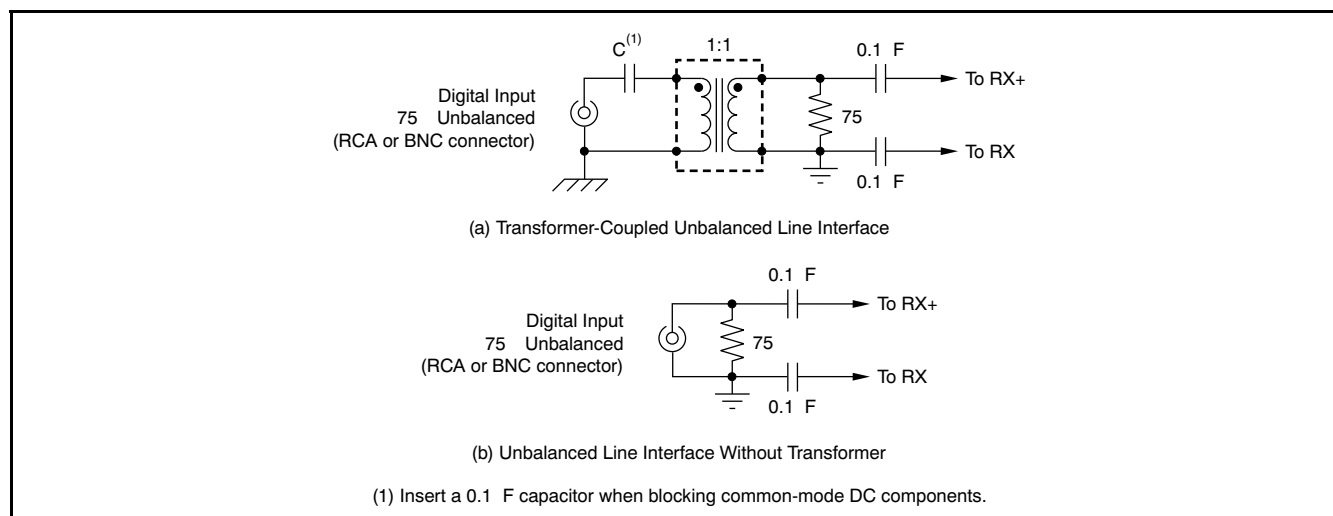 C(1)
1:1
0.1 F
To RX+
Digital Input
75 Unbalanced
(RCA or BNC connector)
75
To RX
0.1 F
(a) Transformer-Coupled Unbalanced Line Interface
0.1 F
To RX+
Digital Input
75 Unbalanced
(RCA or BNC connector)
75
To RX
0.1 F
(b) Unbalanced Line Interface Without Transformer
(1) Insert a 0.1 F capacitor when blocking common-mode DC components.